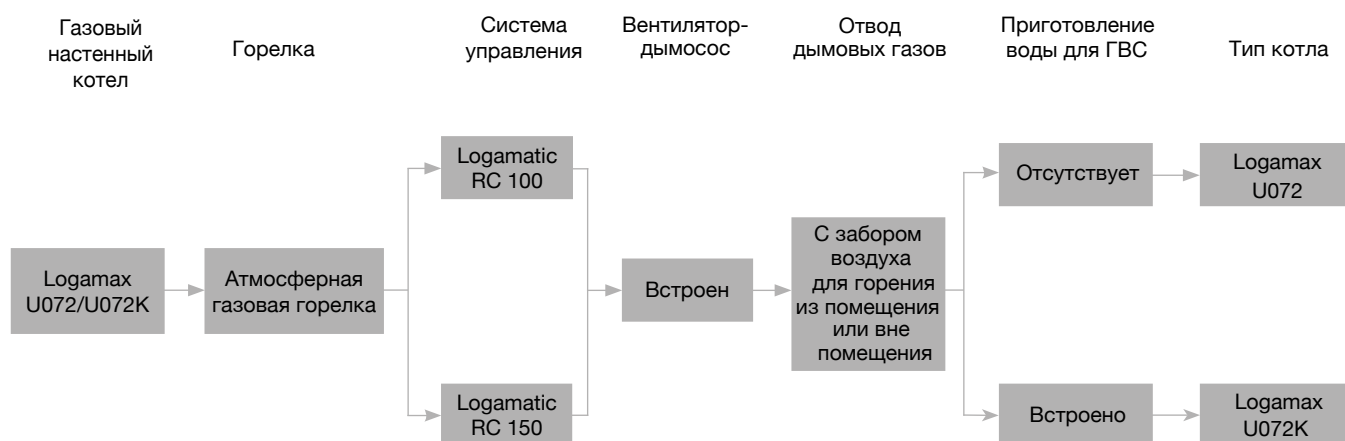 Газовый
настенный
котел
Горелка
Система
управления
Вентилятор-
дымосос
Отвод
дымовых газов
Приготовление
воды для ГВС
Тип котла
Logamatic
RC 100
Отсутствует
Logamax
U072
Logamax
U072/U072K
Атмосферная
газовая горелка
Встроен
С забором
воздуха
для горения
из помещения
или вне
помещения
Logamatic
RC 150
Встроено
Logamax
U072K